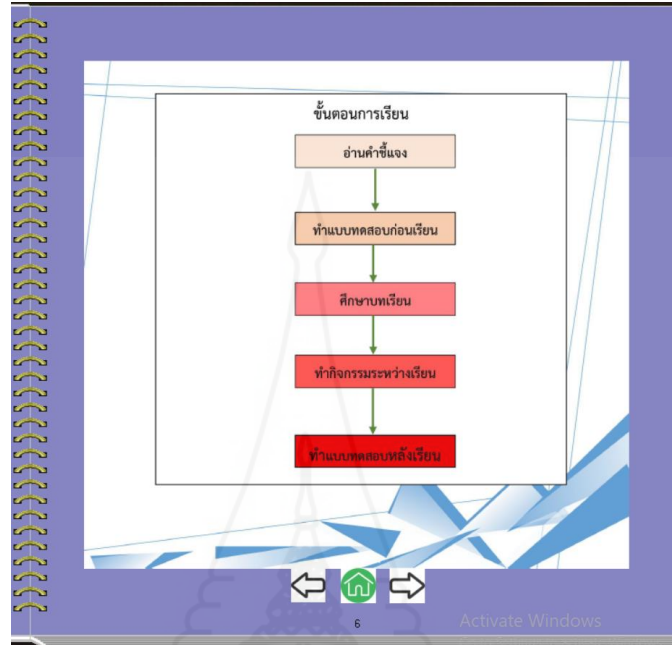 ขั้นตอนการเรียน
อ่านคำชี้แจง
ทำแบบทดสอบก่อนเรียน
ศึกษาบทเรียน
ทำกิจกรรมระหว่างเรียน
ทำแบบทดสอบหลังเรียน
6
Activate Windows